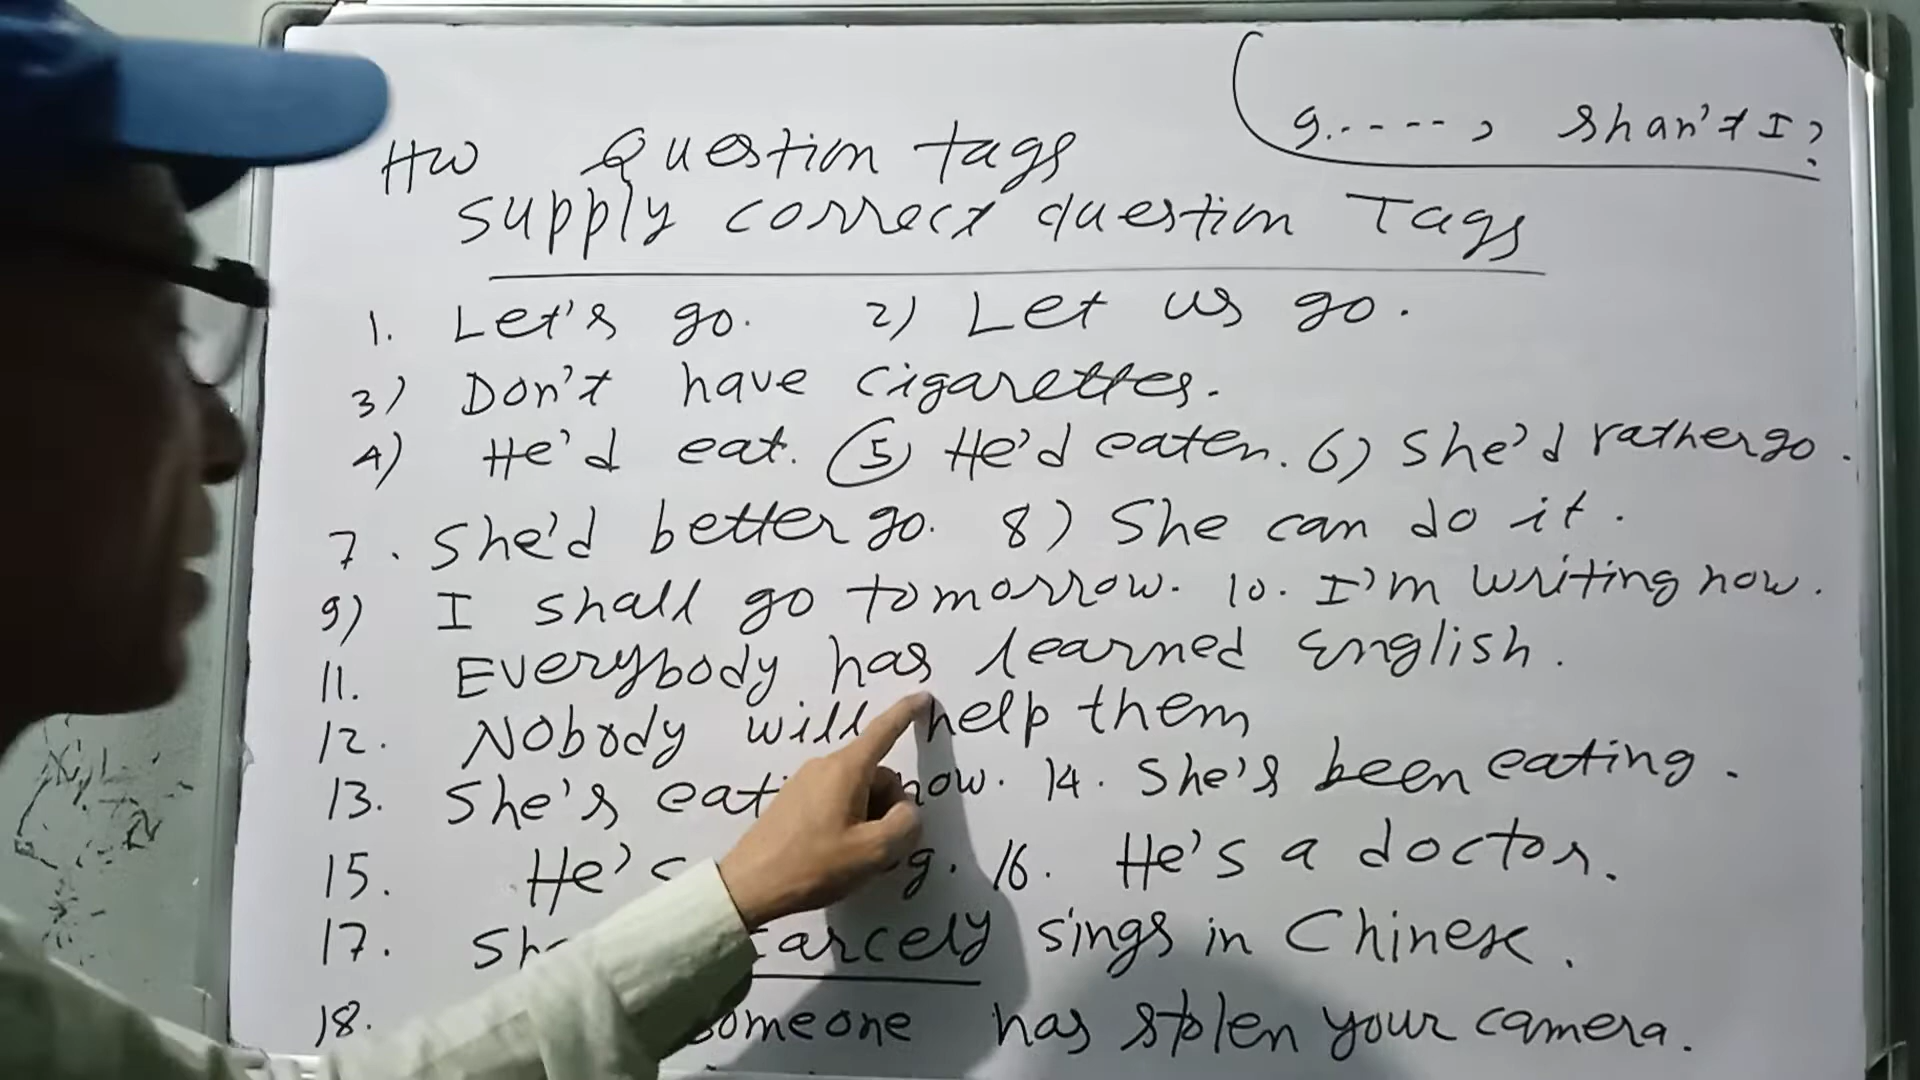 9....., shan't I?
HW Question tags
supply correct question Tags
1. Let's go. 2) Let us go.
3) Don't have cigarettes.
4) He'd eat. 5) He'd eaten. 6) She'd rather go.
7. She'd better go. 8) She can do it.
9) I shall go tomorrow. 10. I'm writing now.
11. Everybody has learned English.
12. Nobody will help them
13. She's now. 14. She's been eating.
15. He's 16. He's a doctor.
17. sings in Chinese.
18. someone has stolen your camera.